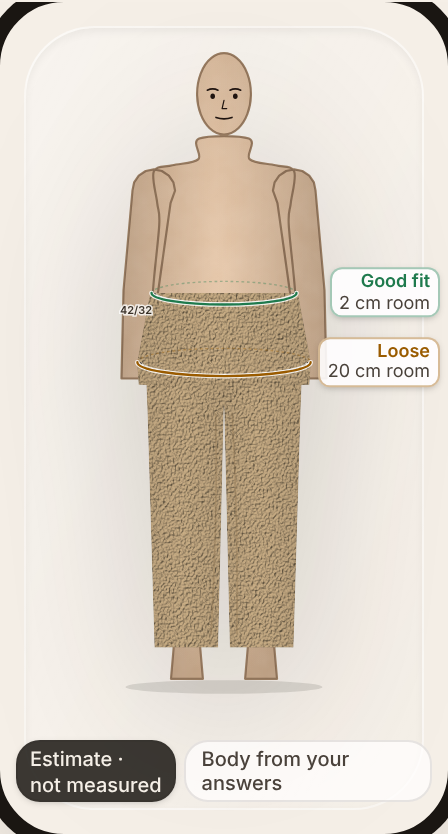 Good fit
2 cm room
42/32
Loose
20 cm room
Estimate ·
not measured
Body from your
answers